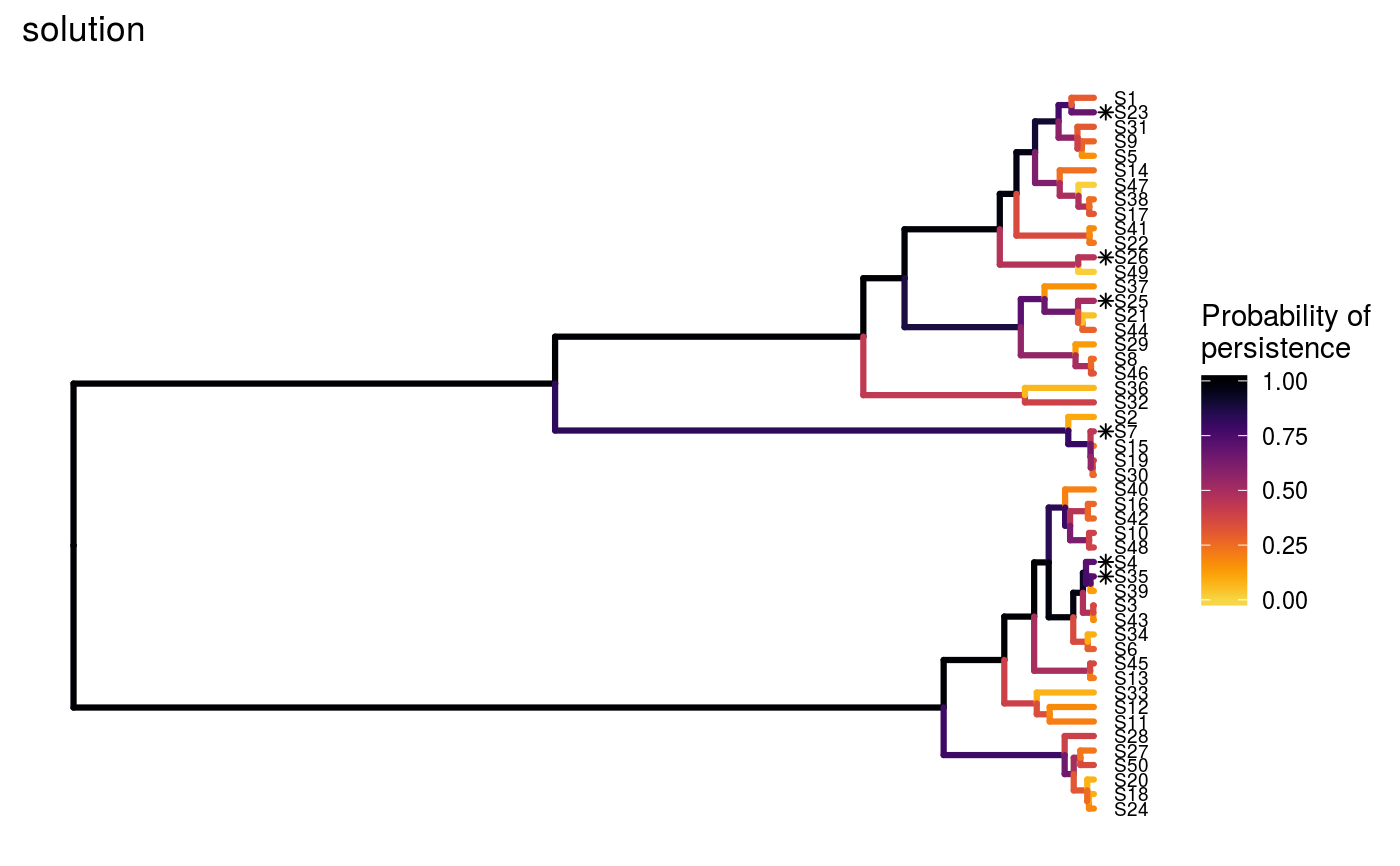 solution
S1
✳S23
S31
S9
S5
S14
S47
S38
S17
S41
S22
✳S26
S49
S37
✳S25
S21
S44
S29
S8
S46
S36
S32
S2
✳S7
S15
S19
S30
S40
S16
S42
S10
S48
✳S4
✳S35
S39
S3
S43
S34
S6
S45
S13
S33
S12
S11
S28
S27
S50
S20
S18
S24
Probability of
persistence
1.00
0.75
0.50
0.25
0.00